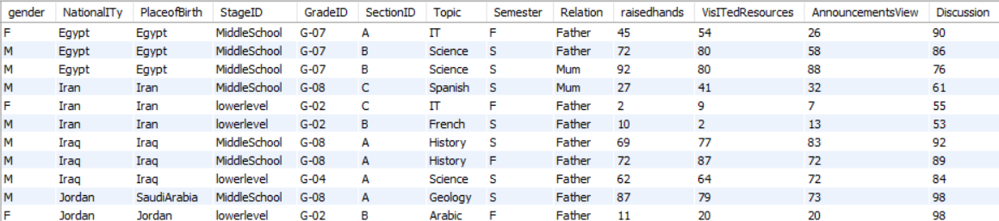 gender NationalITy PlaceofBirth StageID GradeID SectionID Topic Semester Relation raisedhands VisITedResources AnnouncementsView Discussion
F Egypt Egypt MiddleSchool G-07 A IT F Father 45 54 26 90
M Egypt Egypt MiddleSchool G-07 B Science S Father 72 80 58 86
M Egypt Egypt MiddleSchool G-07 B Science S Mum 92 80 88 76
M Iran Iran MiddleSchool G-08 C Spanish S Mum 27 41 32 61
F Iran Iran lowerlevel G-02 C IT F Father 2 9 7 55
M Iran Iran lowerlevel G-02 B French S Father 10 2 13 53
M Iraq Iraq MiddleSchool G-08 A History S Father 69 77 83 92
M Iraq Iraq MiddleSchool G-08 A History F Father 72 87 72 89
M Iraq Iraq lowerlevel G-04 A Science S Father 62 64 72 84
M Jordan SaudiArabia MiddleSchool G-08 A Geology S Father 87 79 73 98
F Jordan Jordan lowerlevel G-02 B Arabic F Father 11 20 20 98